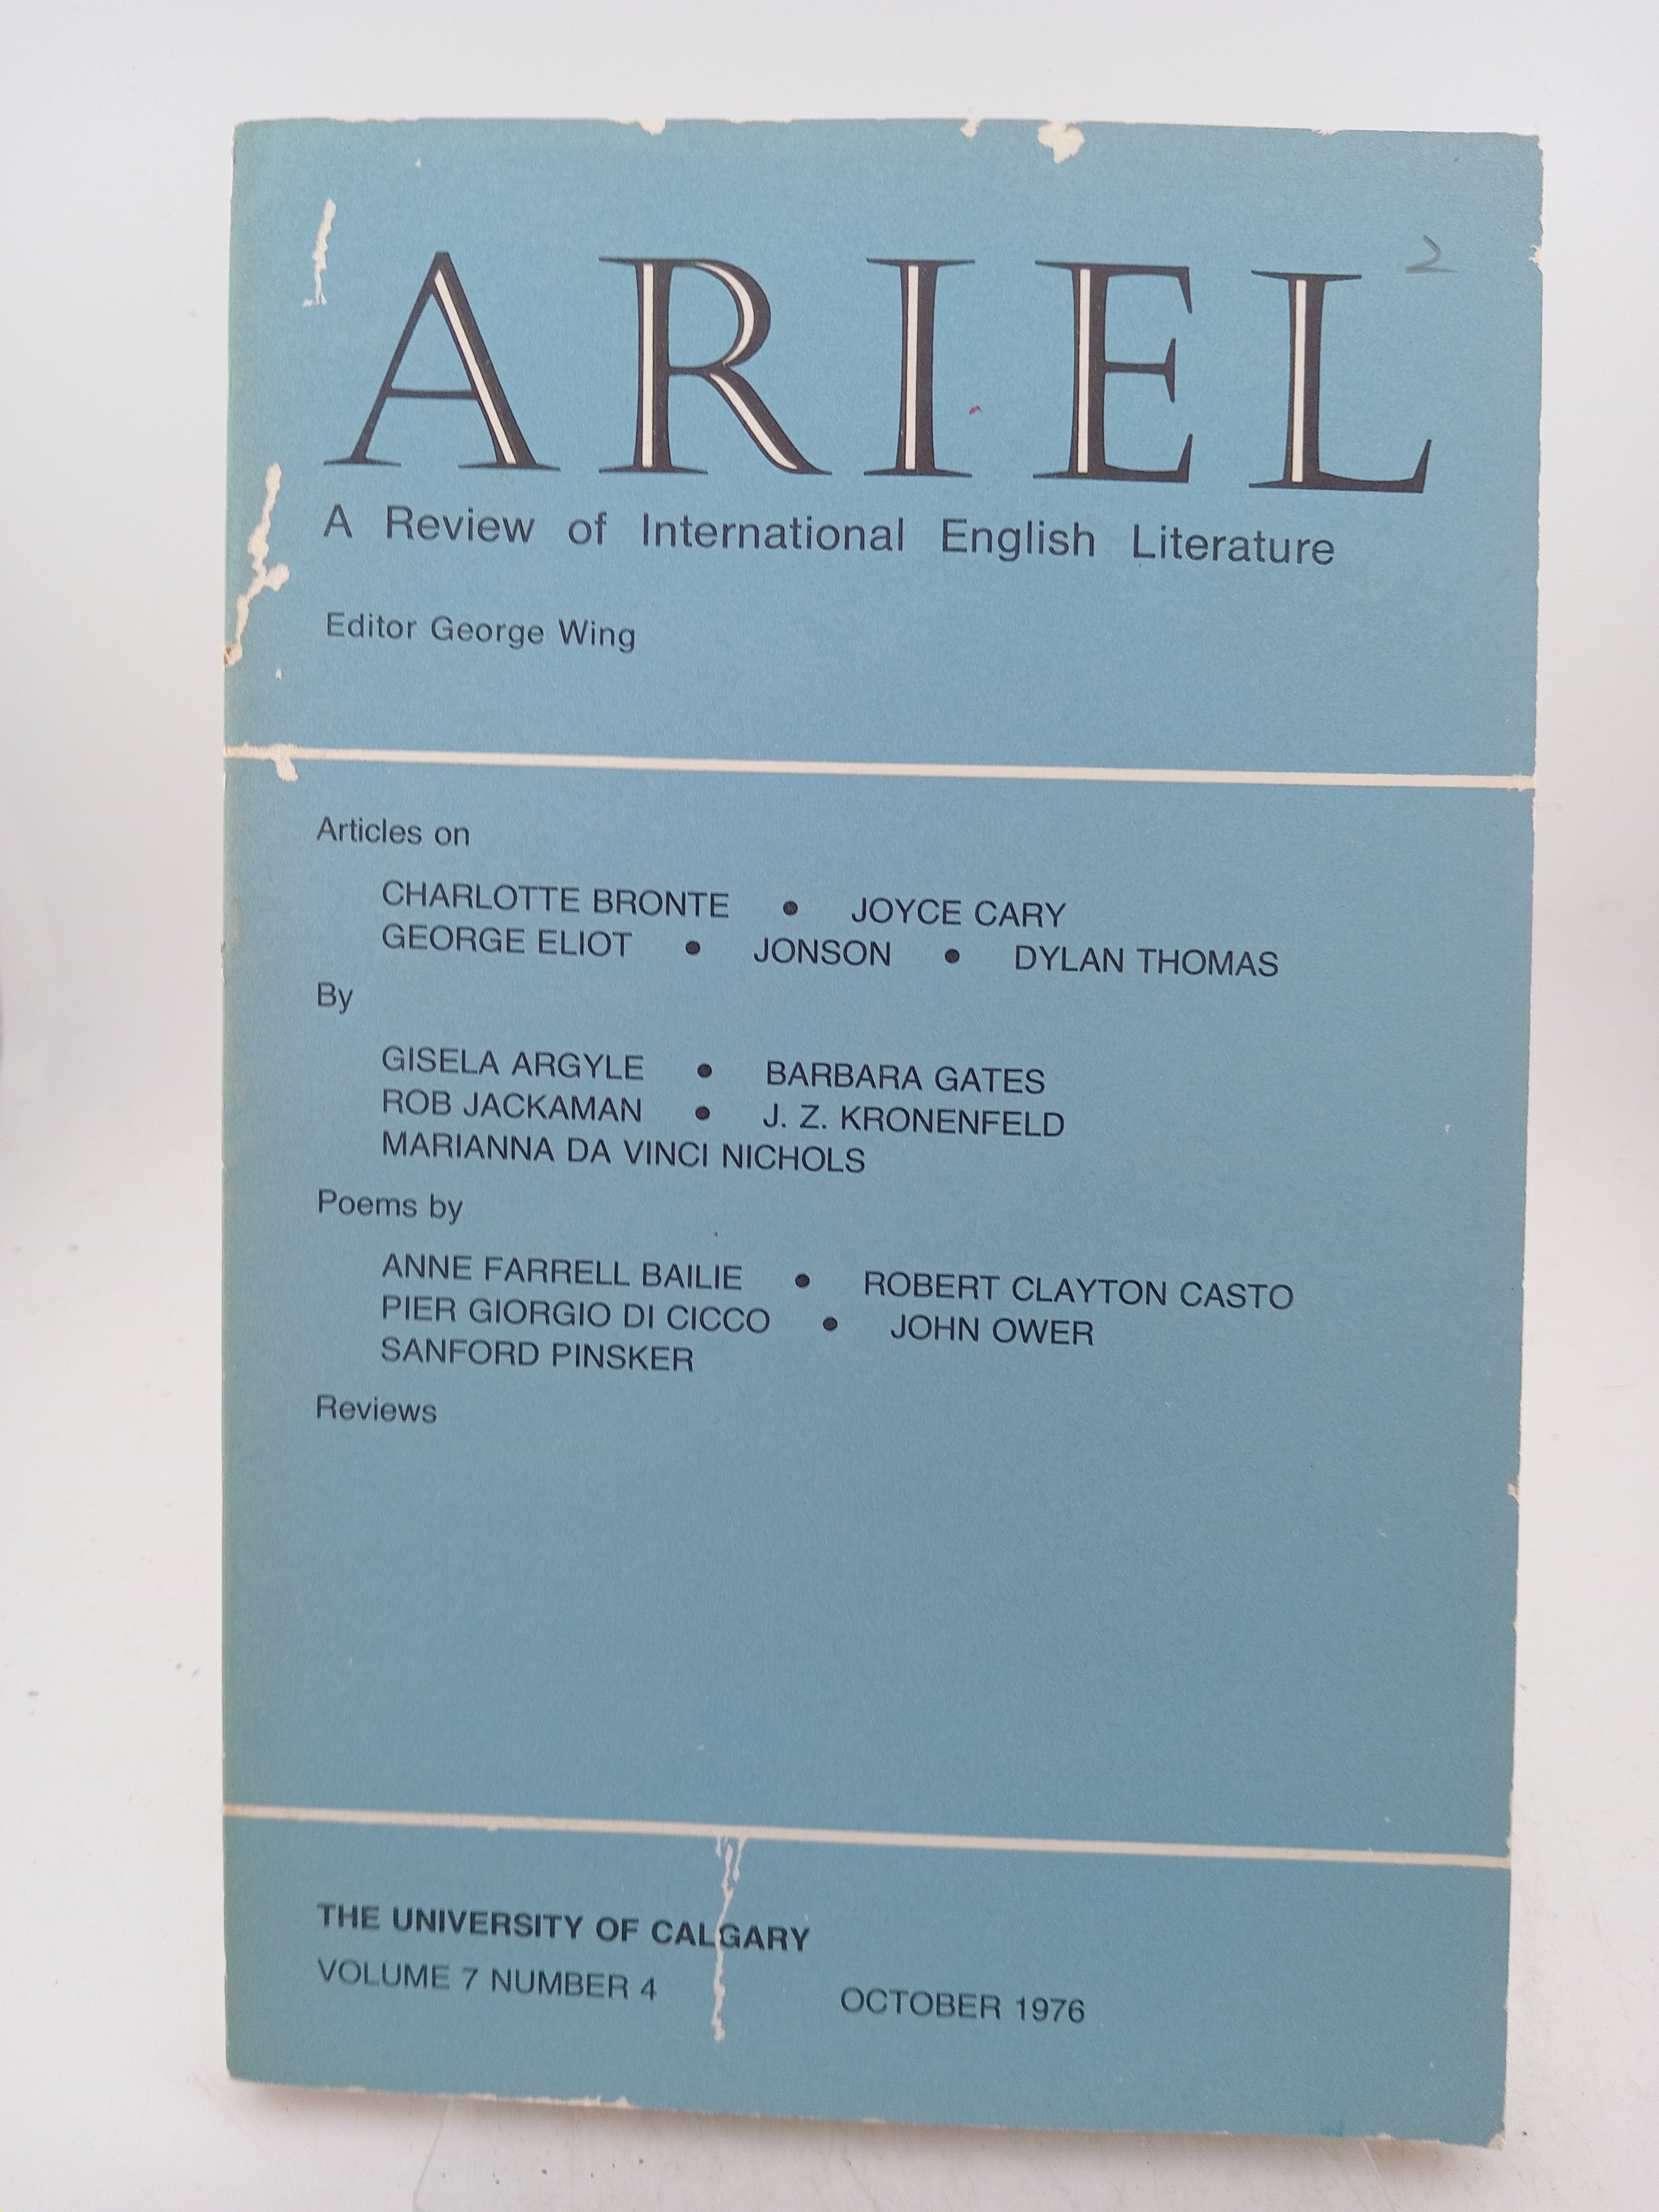 2
ARIEL
A Review of International English Literature
Editor George Wing
Articles on
CHARLOTTE BRONTE • JOYCE CARY
GEORGE ELIOT • JONSON • DYLAN THOMAS
By
GISELA ARGYLE • BARBARA GATES
ROB JACKAMAN • J. Z. KRONENFELD
MARIANNA DA VINCI NICHOLS
Poems by
ANNE FARRELL BAILIE • ROBERT CLAYTON CASTO
PIER GIORGIO DI CICCO • JOHN OWER
SANFORD PINSKER
Reviews
THE UNIVERSITY OF CALGARY
VOLUME 7 NUMBER 4 OCTOBER 1976